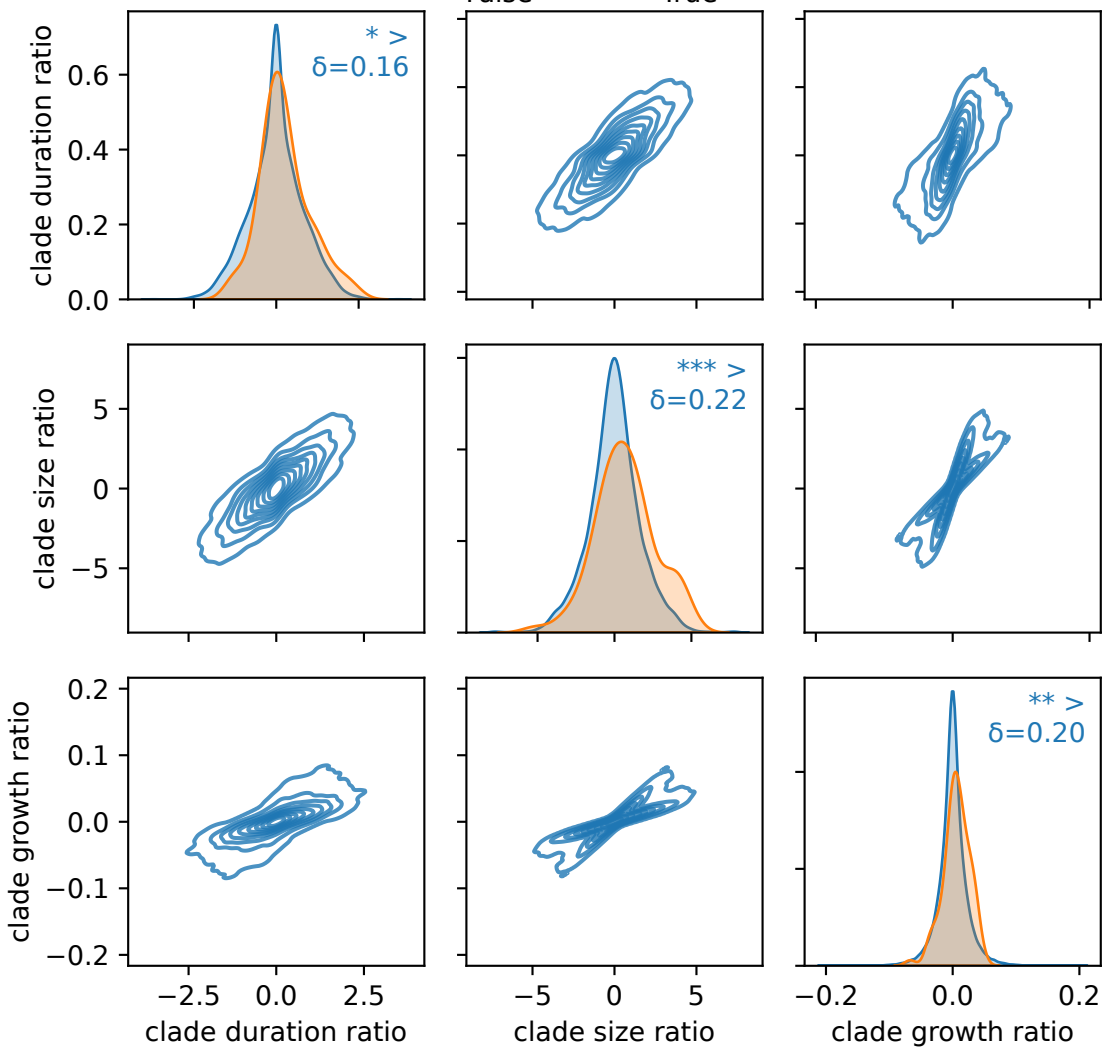 clade duration ratio
0.6
0.4
0.2
0.0
* >
δ=0.16
clade size ratio
5
0
−5
*** >
δ=0.22
clade growth ratio
0.2
0.1
0.0
−0.1
−0.2
** >
δ=0.20
−2.5 0.0 2.5
−5 0 5
−0.2 0.0 0.2
clade duration ratio
clade size ratio
clade growth ratio